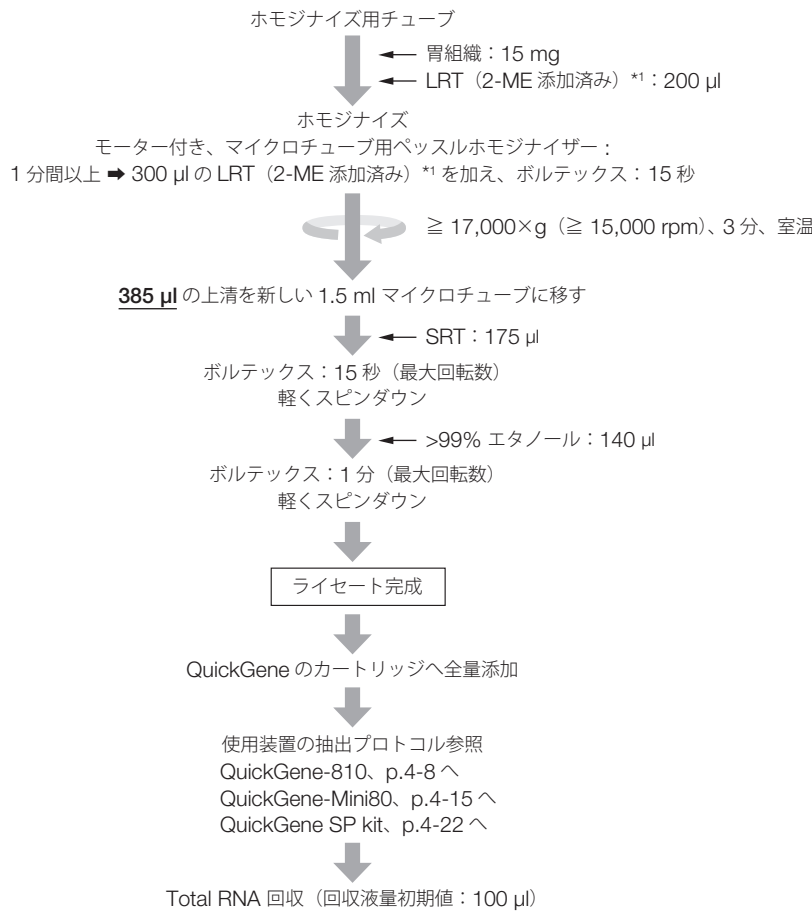 ホモジナイズ用チューブ
胃組織：15 mg
LRT（2-ME 添加済み）*1：200 µl
ホモジナイズ
モーター付き、マイクロチューブ用ペッスルホモジナイザー：
1 分間以上 ➡ 300 µl の LRT（2-ME 添加済み）*1 を加え、ボルテックス：15 秒
≧ 17,000×g（≧ 15,000 rpm）、3 分、室温
385 µl の上清を新しい 1.5 ml マイクロチューブに移す
SRT：175 µl
ボルテックス：15 秒（最大回転数）
軽くスピンダウン
>99% エタノール：140 µl
ボルテックス：1 分（最大回転数）
軽くスピンダウン
ライセート完成
QuickGene のカートリッジへ全量添加
使用装置の抽出プロトコル参照
QuickGene-810、p.4-8 へ
QuickGene-Mini80、p.4-15 へ
QuickGene SP kit、p.4-22 へ
Total RNA 回収（回収液量初期値：100 µl）